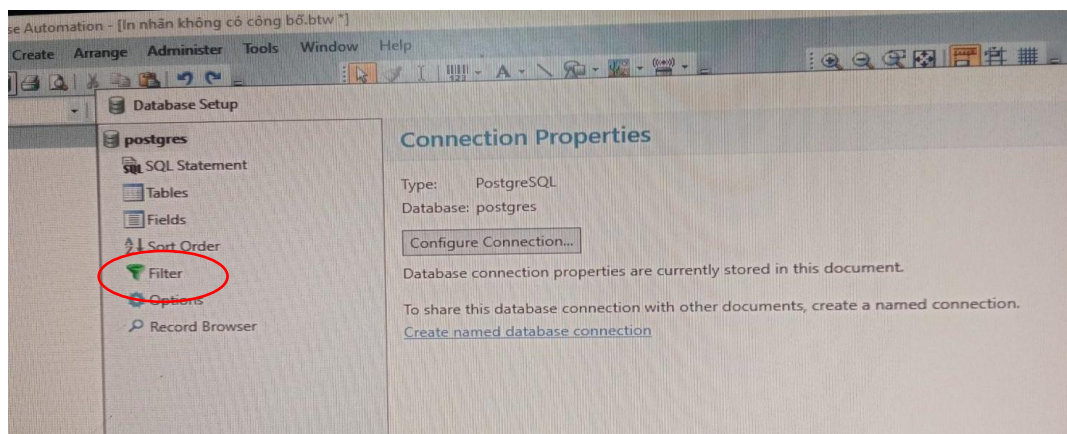 se Automation - [In nhân không có công bố.btw *]
Create Arrange Administer Tools Window Help
123 A
Database Setup
postgres
SQL SQL Statement
Tables
Fields
Sort Order
Filter
Options
Record Browser
Connection Properties
Type: PostgreSQL
Database: postgres
Configure Connection...
Database connection properties are currently stored in this document.
To share this database connection with other documents, create a named connection.
Create named database connection